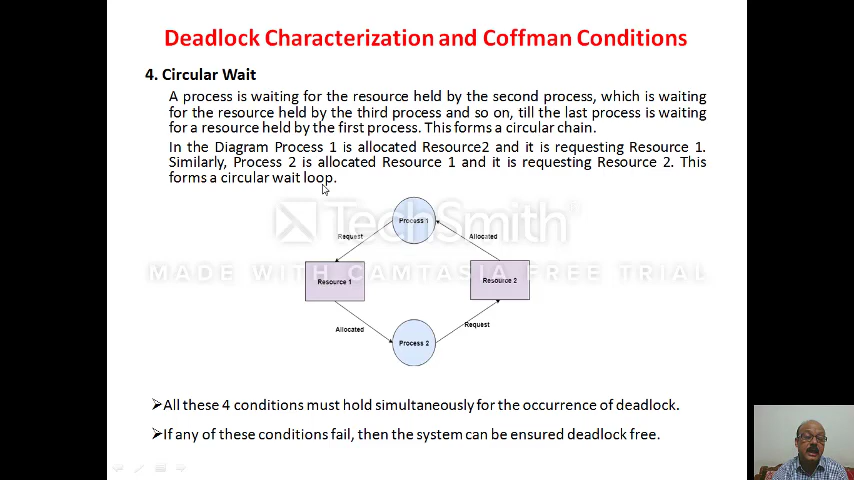 Deadlock Characterization and Coffman Conditions
4. Circular Wait
A process is waiting for the resource held by the second process, which is waiting
for the resource held by the third process and so on, till the last process is waiting
for a resource held by the first process. This forms a circular chain.
In the Diagram Process 1 is allocated Resource2 and it is requesting Resource 1.
Similarly, Process 2 is allocated Resource 1 and it is requesting Resource 2. This
forms a circular wait loop.
TechSmith
MADE WITH CAMTASIA FREE TRIAL
Process 1
Request
Allocated
Resource 1
Resource 2
Allocated
Request
Process 2
➢All these 4 conditions must hold simultaneously for the occurrence of deadlock.
➢If any of these conditions fail, then the system can be ensured deadlock free.